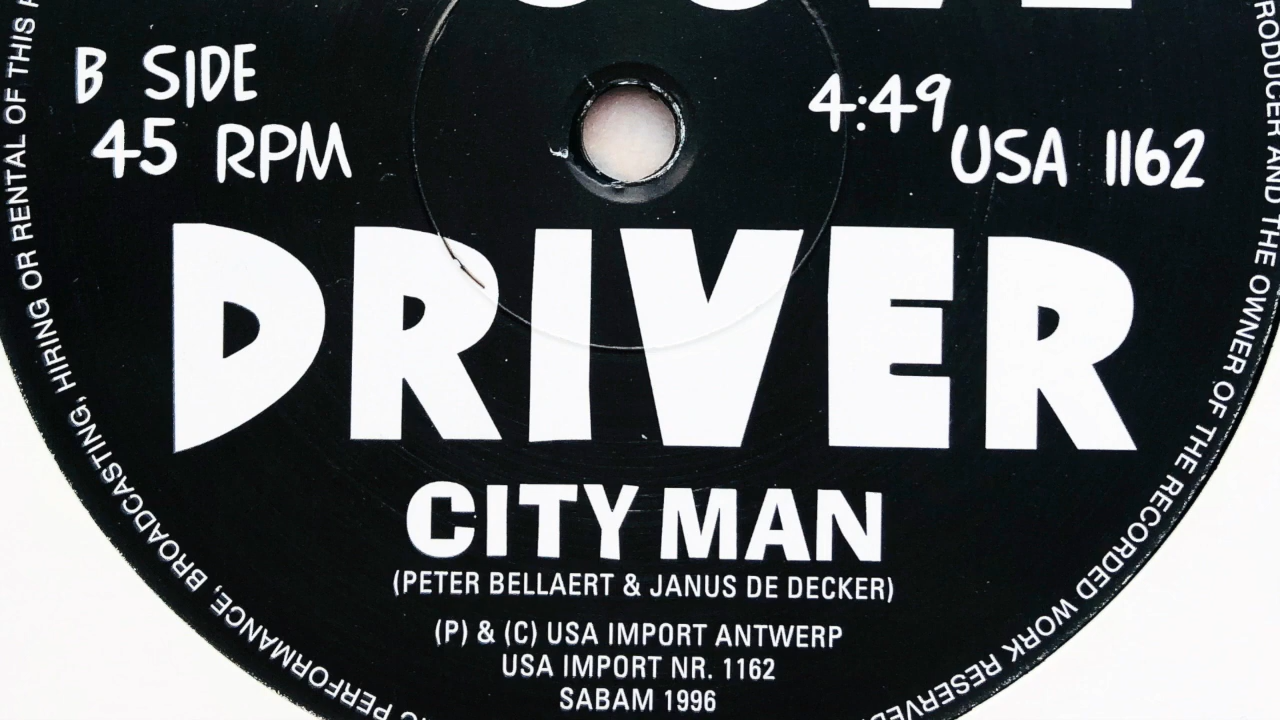 B SIDE
45 RPM
4:49
USA 1162
DRIVER
CITY MAN
(PETER BELLAERT & JANUS DE DECKER)
(P) & (C) USA IMPORT ANTWERP
USA IMPORT NR. 1162
SABAM 1996
PERFORMANCE, BROADCASTING, HIRING OR RENTAL OF THIS
PRODUCER AND THE OWNER OF THE RECORDED WORK RESERVED.